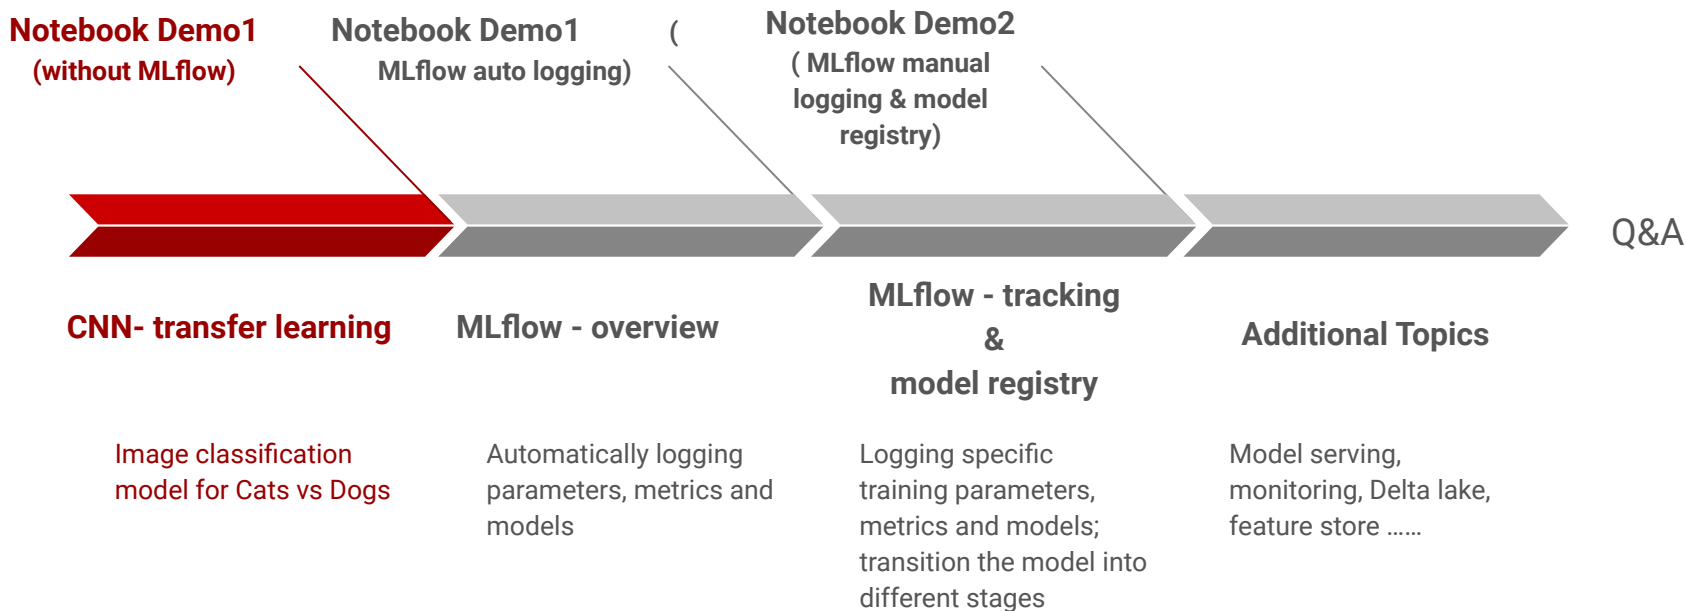 Notebook Demo1
(without MLflow)
Notebook Demo1 (
MLflow auto logging)
Notebook Demo2
( MLflow manual
logging & model
registry)
Q&A
CNN- transfer learning
MLflow - overview
MLflow - tracking
&
model registry
Additional Topics
Image classification
model for Cats vs Dogs
Automatically logging
parameters, metrics and
models
Logging specific
training parameters,
metrics and models;
transition the model into
different stages
Model serving,
monitoring, Delta lake,
feature store ......